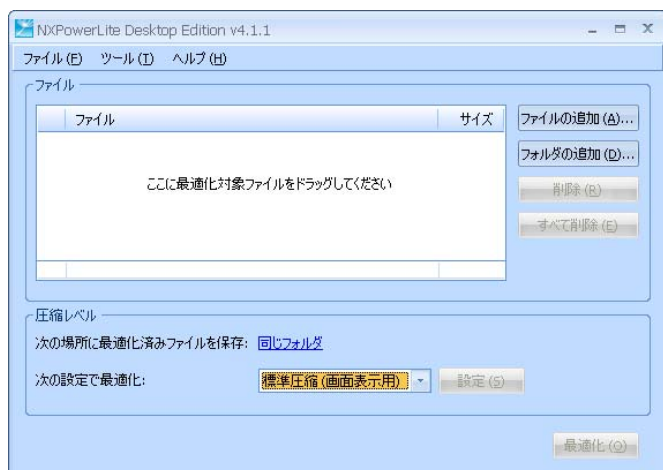 NXPowerLite Desktop Edition v4.1.1
ファイル(F) ツール(T) ヘルプ(H)
ファイル
ファイル サイズ
ここに最適化対象ファイルをドラッグしてください
ファイルの追加(A)...
フォルダの追加(D)...
削除(R)
すべて削除(E)
圧縮レベル
次の場所に最適化済みファイルを保存: 同じフォルダ
次の設定で最適化: 標準圧縮(画面表示用) 設定(S)
最適化(O)